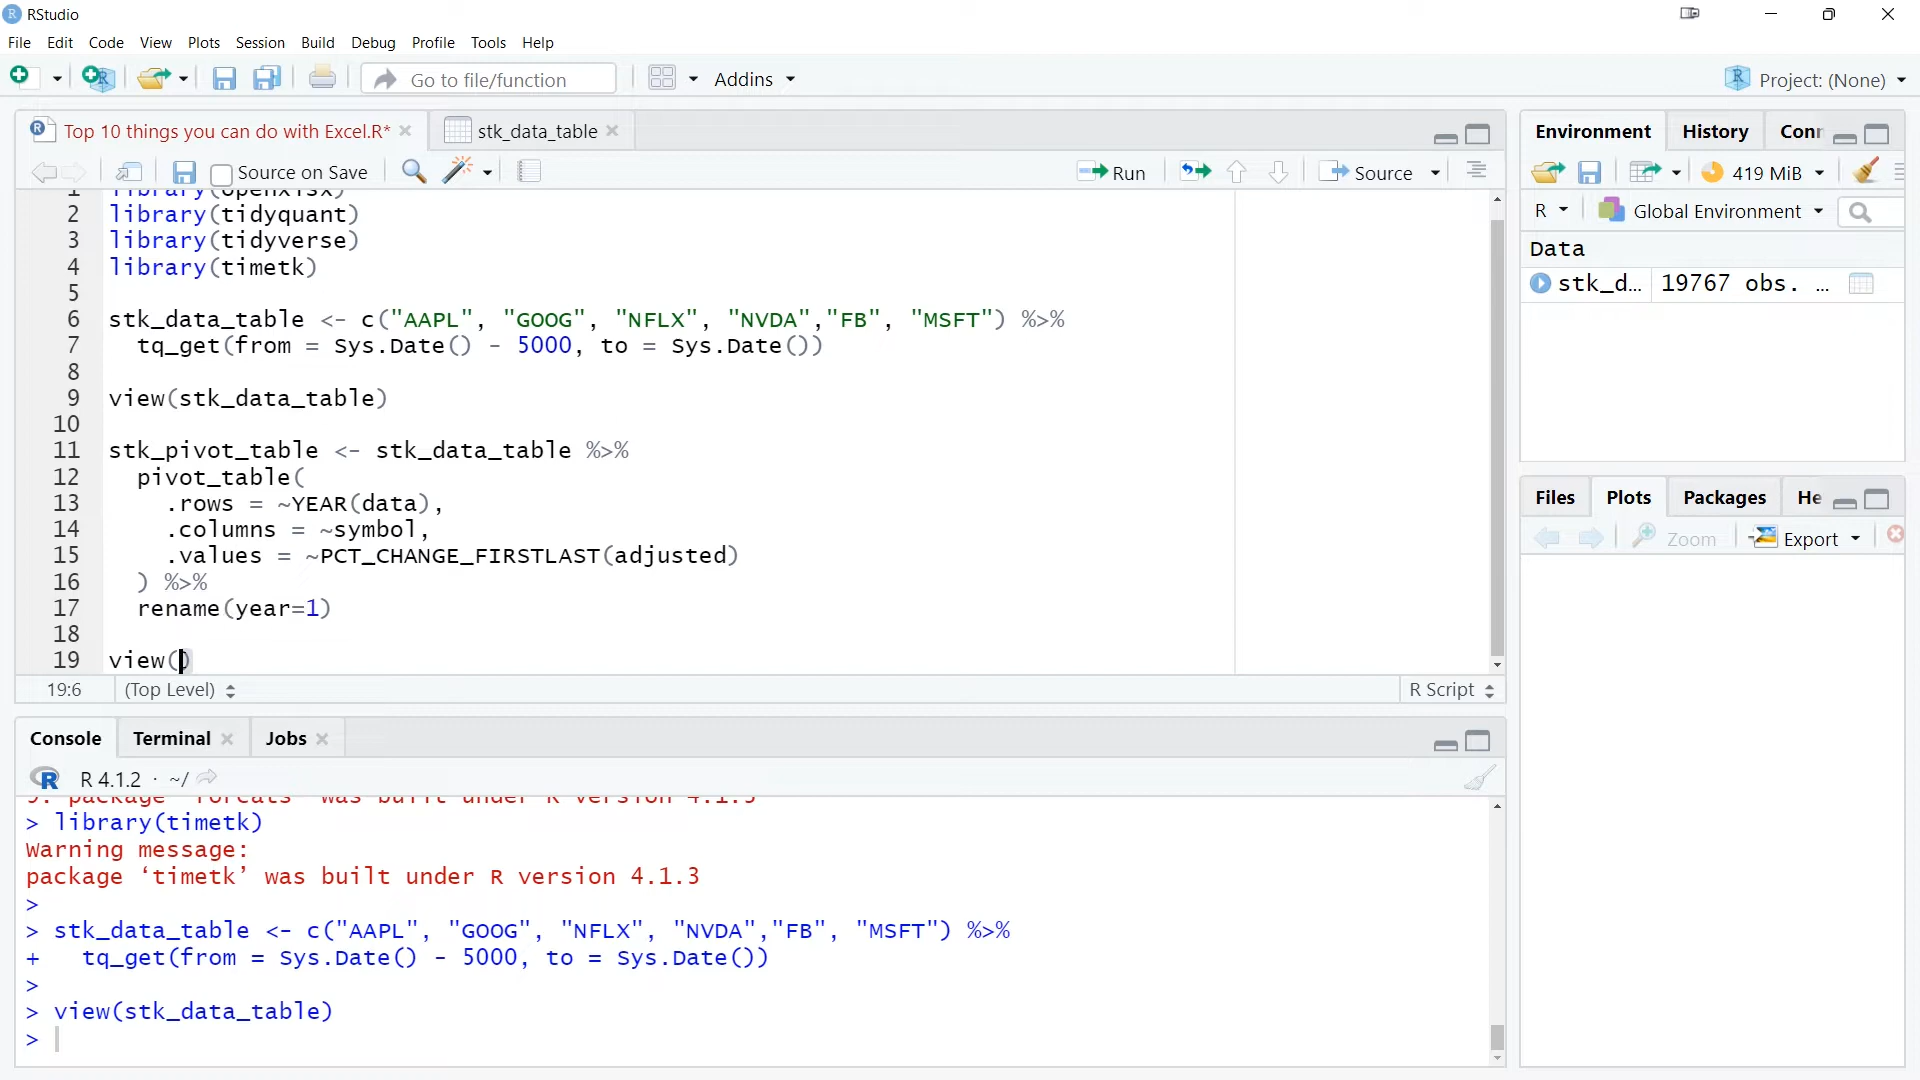 RStudio
File Edit Code View Plots Session Build Debug Profile Tools Help
Go to file/function Addins Project: (None)
Top 10 things you can do with Excel.R* stk_data_table
Source on Save Run Source
1 library(openxlsx)
2 library(tidyquant)
3 library(tidyverse)
4 library(timetk)
5
6 stk_data_table <- c("AAPL", "GOOG", "NFLX", "NVDA","FB", "MSFT") %>%
7 tq_get(from = Sys.Date() - 5000, to = Sys.Date())
8
9 view(stk_data_table)
10
11 stk_pivot_table <- stk_data_table %>%
12 pivot_table(
13 .rows = ~YEAR(data),
14 .columns = ~symbol,
15 .values = ~PCT_CHANGE_FIRSTLAST(adjusted)
16 ) %>%
17 rename(year=1)
18
19 view()
19:6 (Top Level) R Script
Console Terminal Jobs
R 4.1.2 · ~/
package ‘forcats’ was built under R version
> library(timetk)
Warning message:
package ‘timetk’ was built under R version 4.1.3
>
> stk_data_table <- c("AAPL", "GOOG", "NFLX", "NVDA","FB", "MSFT") %>%
+ tq_get(from = Sys.Date() - 5000, to = Sys.Date())
>
> view(stk_data_table)
>
Environment History Conr
419 MiB
R Global Environment
Data
stk_d… 19767 obs. …
Files Plots Packages He
Zoom Export